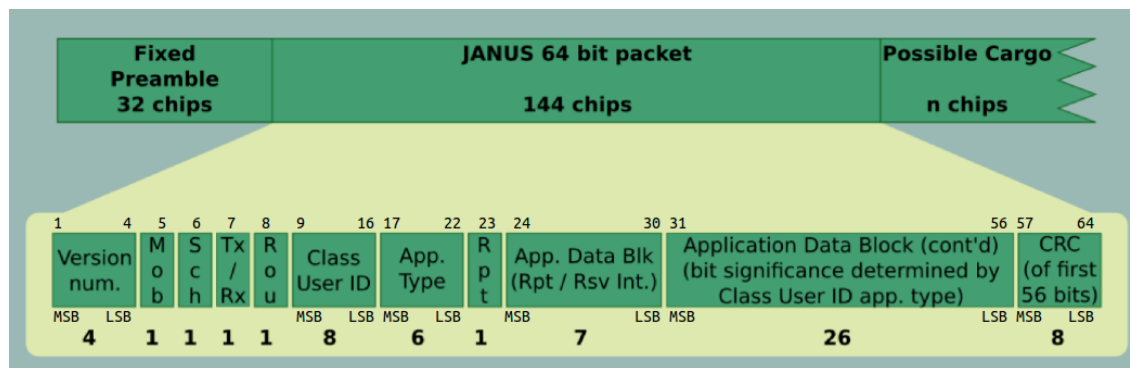 Fixed
Preamble
32 chips
JANUS 64 bit packet
144 chips
Possible Cargo
n chips
1 4 5 6 7 8 9 16 17 22 23 24 30 31 56 57 64
Version
num.
M
o
b
S
c
h
Tx
/
Rx
R
o
u
Class
User ID
App.
Type
R
p
t
App. Data Blk
(Rpt / Rsv Int.)
Application Data Block (cont'd)
(bit significance determined by
Class User ID app. type)
CRC
(of first
56 bits)
MSB LSB MSB LSB MSB LSB MSB LSB MSB LSB MSB LSB
4 1 1 1 1 8 6 1 7 26 8